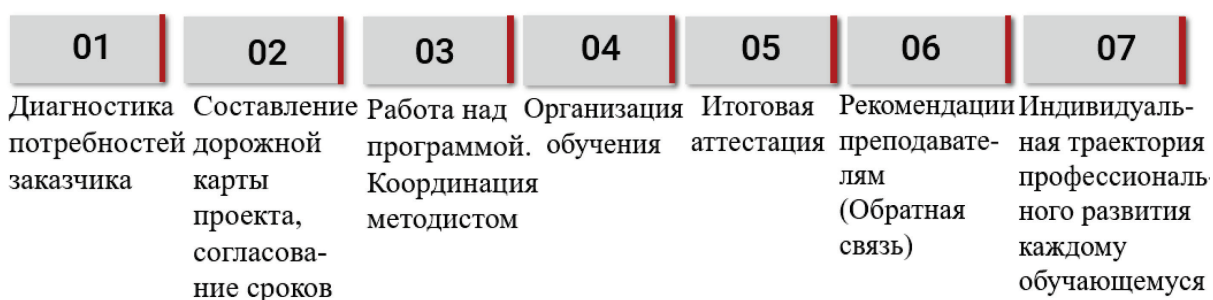 01
Диагностика
потребностей
заказчика
02
Составление
дорожной
карты
проекта,
согласова-
ние сроков
03
Работа над
программой.
Координация
методистом
04
Организация
обучения
05
Итоговая
аттестация
06
Рекомендации
преподавате-
лям
(Обратная
связь)
07
Индивидуаль-
ная траектория
профессиональ-
ного развития
каждому
обучающемуся